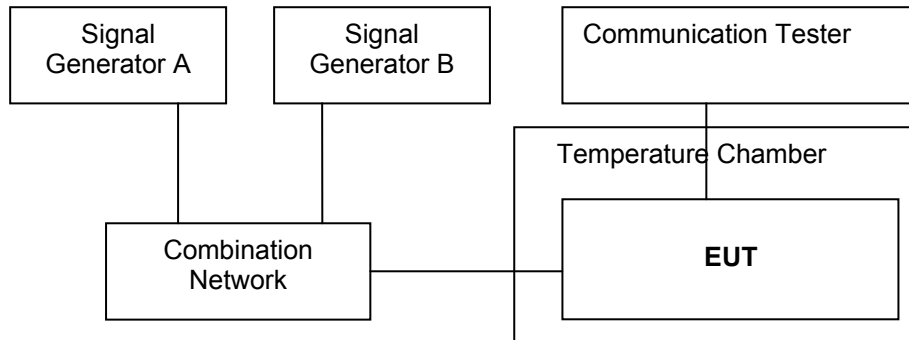 Signal
Generator A
Signal
Generator B
Communication Tester
Temperature Chamber
Combination
Network
EUT